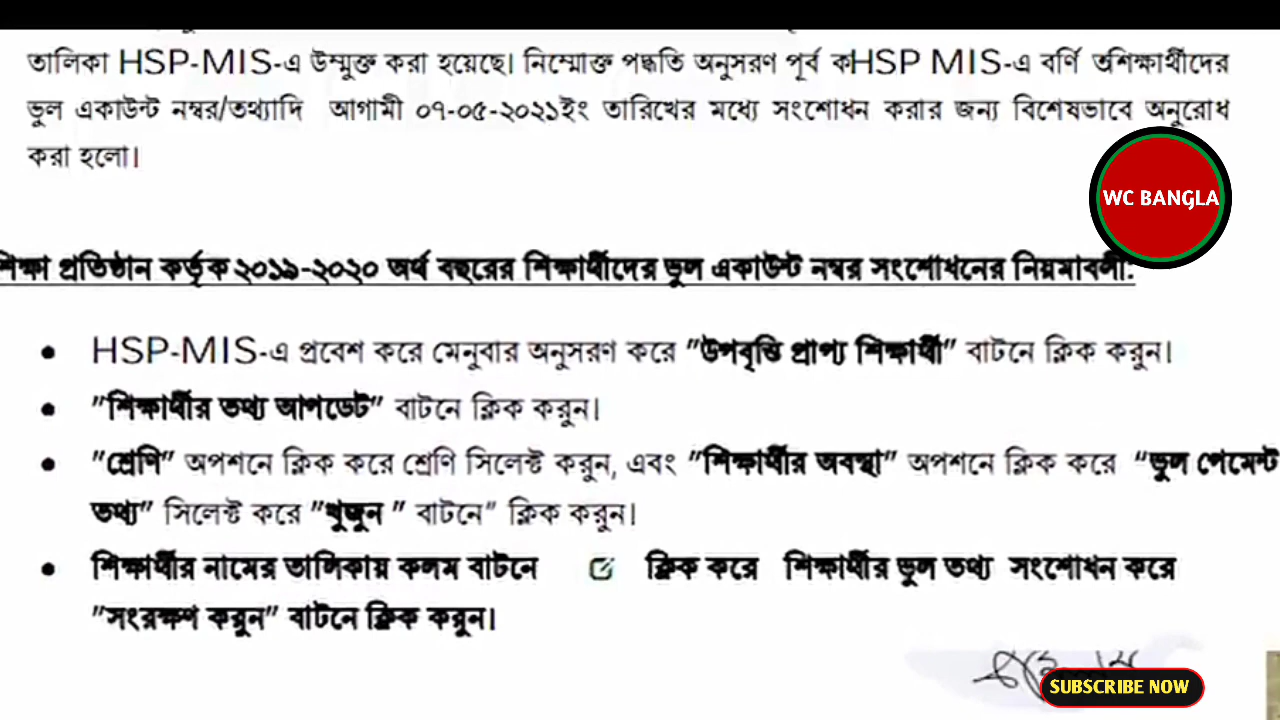 তালিকা HSP-MIS-এ উম্মুক্ত করা হয়েছে। নিম্মোক্ত পদ্ধতি অনুসরণ পূর্ব কHSP MIS-এ বর্ণি তশিক্ষার্থীদের
ভুল একাউন্ট নম্বর/তথ্যাদি আগামী ০৭-০৫-২০২১ইং তারিখের মধ্যে সংশোধন করার জন্য বিশেষভাবে অনুরোধ
করা হলো।
WC BANGLA
শিক্ষা প্রতিষ্ঠান কর্তৃক ২০১৯-২০২০ অর্থ বছরের শিক্ষার্থীদের ভুল একাউন্ট নম্বর সংশোধনের নিয়মাবলী:
• HSP-MIS-এ প্রবেশ করে মেনুবার অনুসরণ করে "উপবৃত্তি প্রাপ্য শিক্ষার্থী" বাটনে ক্লিক করুন।
• "শিক্ষার্থীর তথ্য আপডেট" বাটনে ক্লিক করুন।
• "শ্রেণি" অপশনে ক্লিক করে শ্রেণি সিলেক্ট করুন, এবং "শিক্ষার্থীর অবস্থা" অপশনে ক্লিক করে "ভুল পেমেন্ট
তথ্য" সিলেক্ট করে "খুজুন " বাটনে" ক্লিক করুন।
• শিক্ষার্থীর নামের তালিকায় কলম বাটনে ক্লিক করে শিক্ষার্থীর ভুল তথ্য সংশোধন করে
"সংরক্ষণ করুন" বাটনে ক্লিক করুন।
SUBSCRIBE NOW